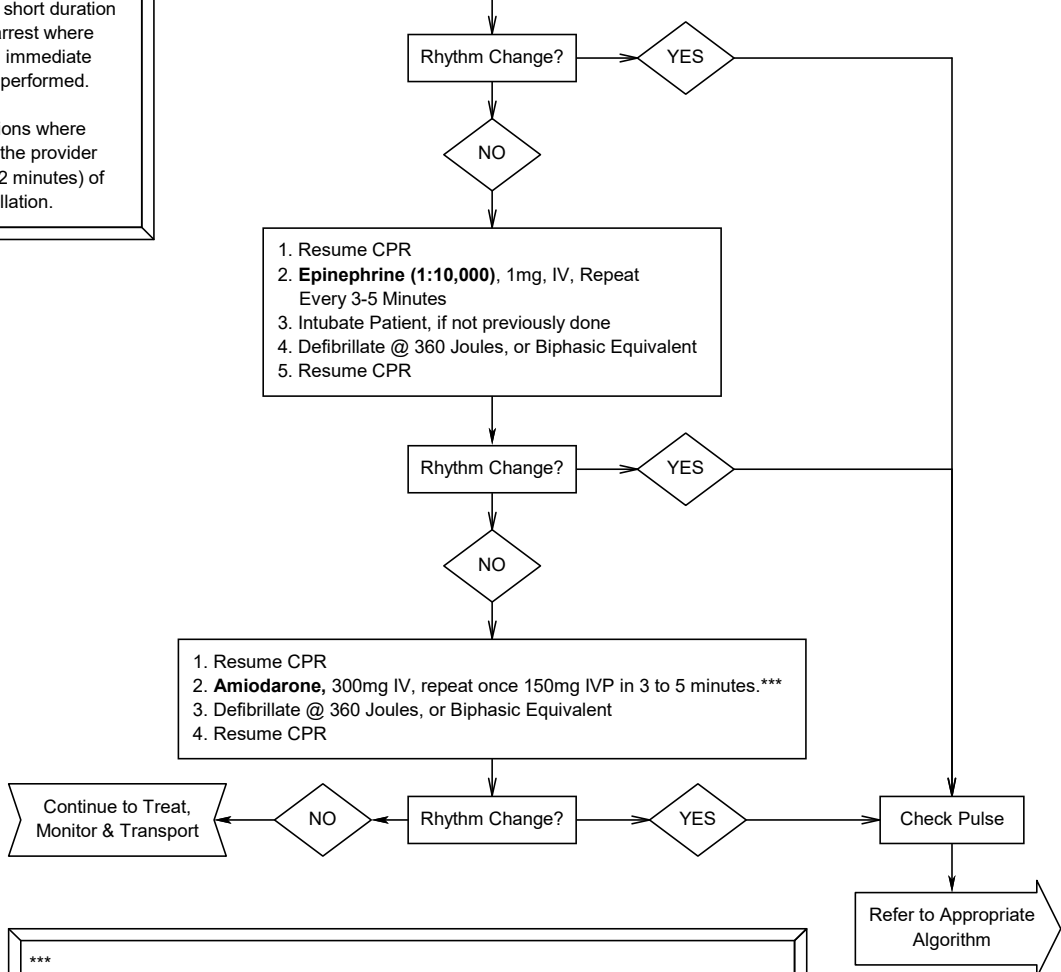 short duration
arrest where
immediate
performed.
ions where
the provider
2 minutes) of
llation.
Rhythm Change?
YES
NO
1. Resume CPR
2. Epinephrine (1:10,000), 1mg, IV, Repeat
Every 3-5 Minutes
3. Intubate Patient, if not previously done
4. Defibrillate @ 360 Joules, or Biphasic Equivalent
5. Resume CPR
Rhythm Change?
YES
NO
1. Resume CPR
2. Amiodarone, 300mg IV, repeat once 150mg IVP in 3 to 5 minutes.***
3. Defibrillate @ 360 Joules, or Biphasic Equivalent
4. Resume CPR
Continue to Treat,
Monitor & Transport
NO
Rhythm Change?
YES
Check Pulse
Refer to Appropriate
Algorithm
***